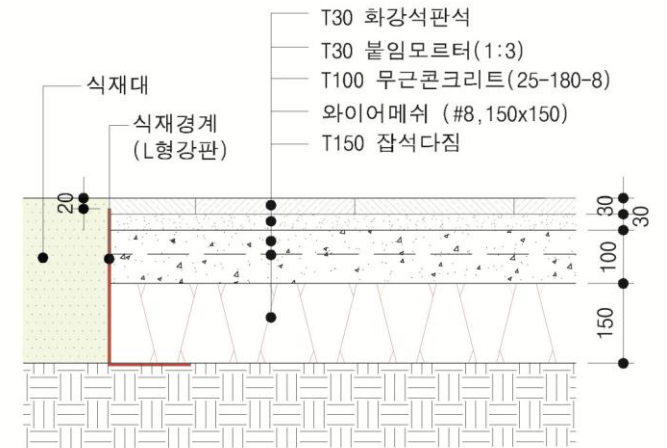 T30 화강석판석
T30 붙임모르터(1:3)
T100 무근콘크리트(25-180-8)
와이어메쉬 (#8,150x150)
T150 잡석다짐
식재대
식재경계
(L형강판)
20
30
30
100
150